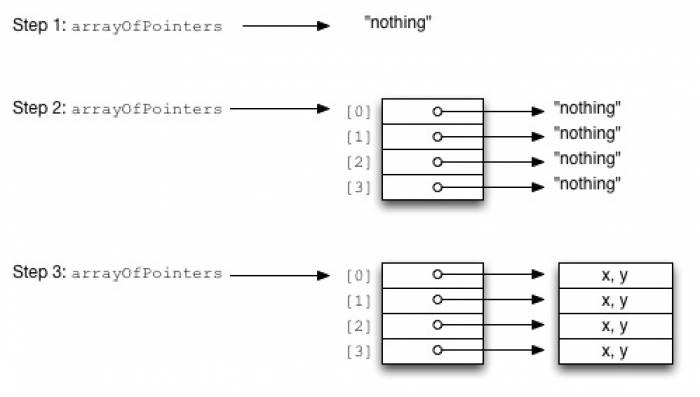 Step 1: arrayOfPointers "nothing"
Step 2: arrayOfPointers [0] "nothing"
[1] "nothing"
[2] "nothing"
[3] "nothing"
Step 3: arrayOfPointers [0] x, y
[1] x, y
[2] x, y
[3] x, y